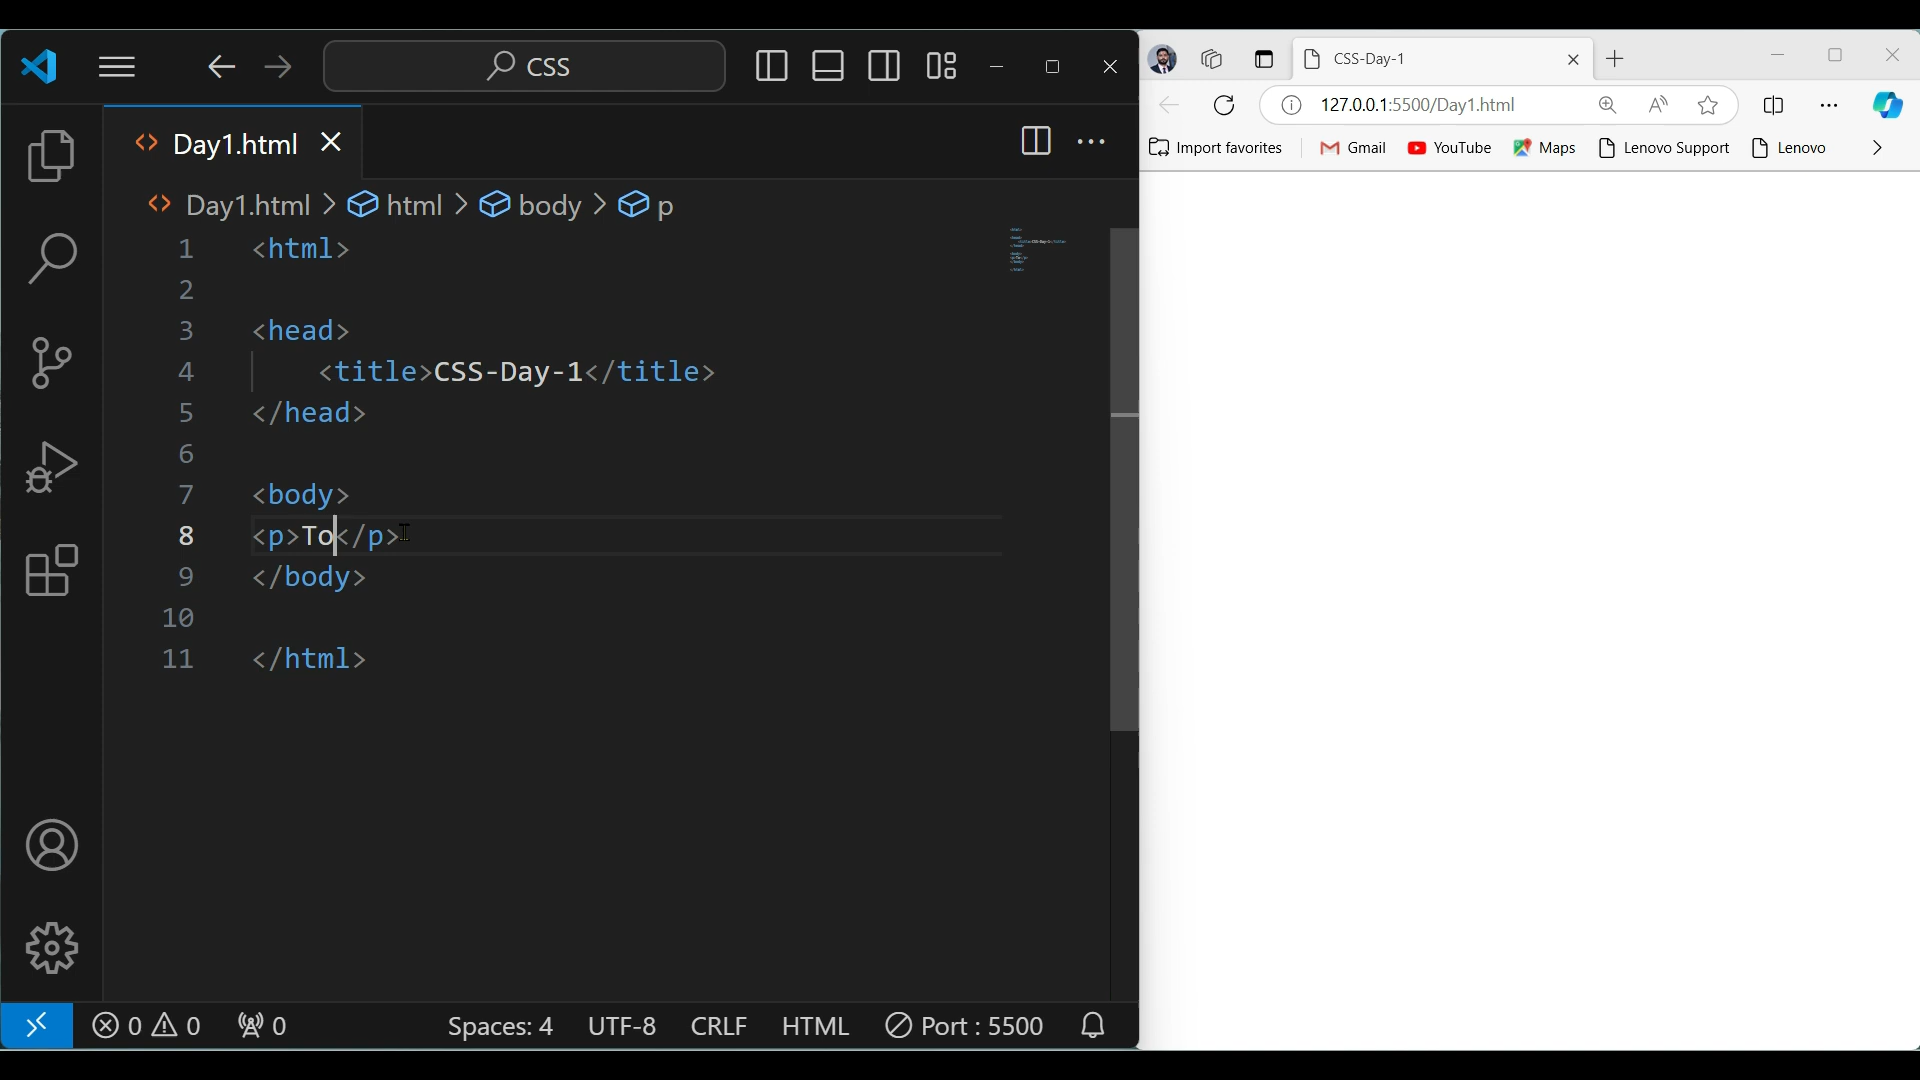 CSS
Day1.html
Day1.html > html > body > p
1 <html>
2
3 <head>
4 <title>CSS-Day-1</title>
5 </head>
6
7 <body>
8 <p>To</p>
9 </body>
10
11 </html>
0 0 0 Spaces: 4 UTF-8 CRLF HTML Port : 5500
CSS-Day-1
127.0.0.1:5500/Day1.html
Import favorites Gmail YouTube Maps Lenovo Support Lenovo